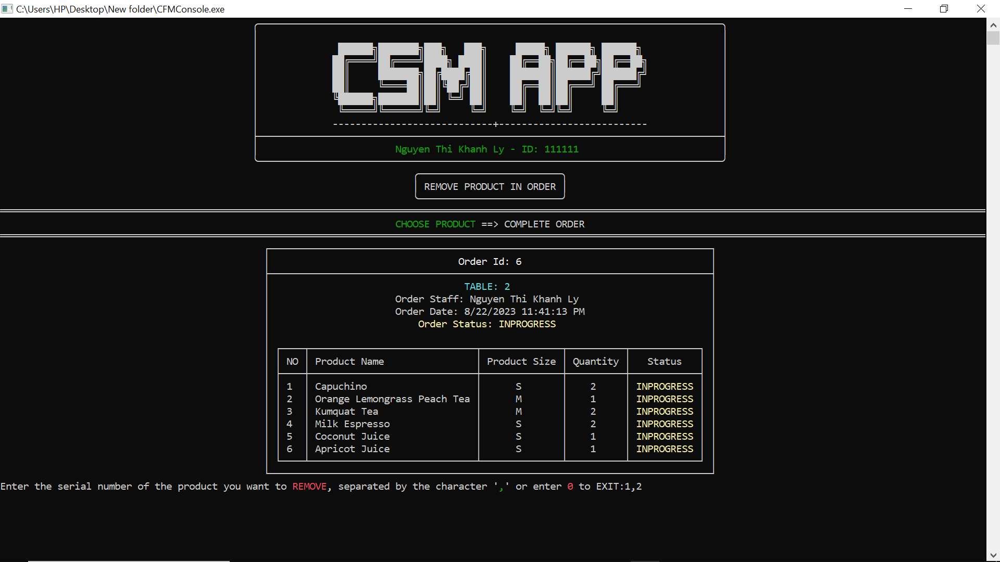 C:\Users\HP\Desktop\New folder\CFMConsole.exe
CSM APP
----------------------------+--------------------------
Nguyen Thi Khanh Ly - ID: 111111
REMOVE PRODUCT IN ORDER
CHOOSE PRODUCT ==> COMPLETE ORDER
Order Id: 6
TABLE: 2
Order Staff: Nguyen Thi Khanh Ly
Order Date: 8/22/2023 11:41:13 PM
Order Status: INPROGRESS
NO Product Name Product Size Quantity Status
1 Capuchino S 2 INPROGRESS
2 Orange Lemongrass Peach Tea M 1 INPROGRESS
3 Kumquat Tea M 2 INPROGRESS
4 Milk Espresso S 2 INPROGRESS
5 Coconut Juice S 1 INPROGRESS
6 Apricot Juice S 1 INPROGRESS
Enter the serial number of the product you want to REMOVE, separated by the character ',' or enter 0 to EXIT:1,2